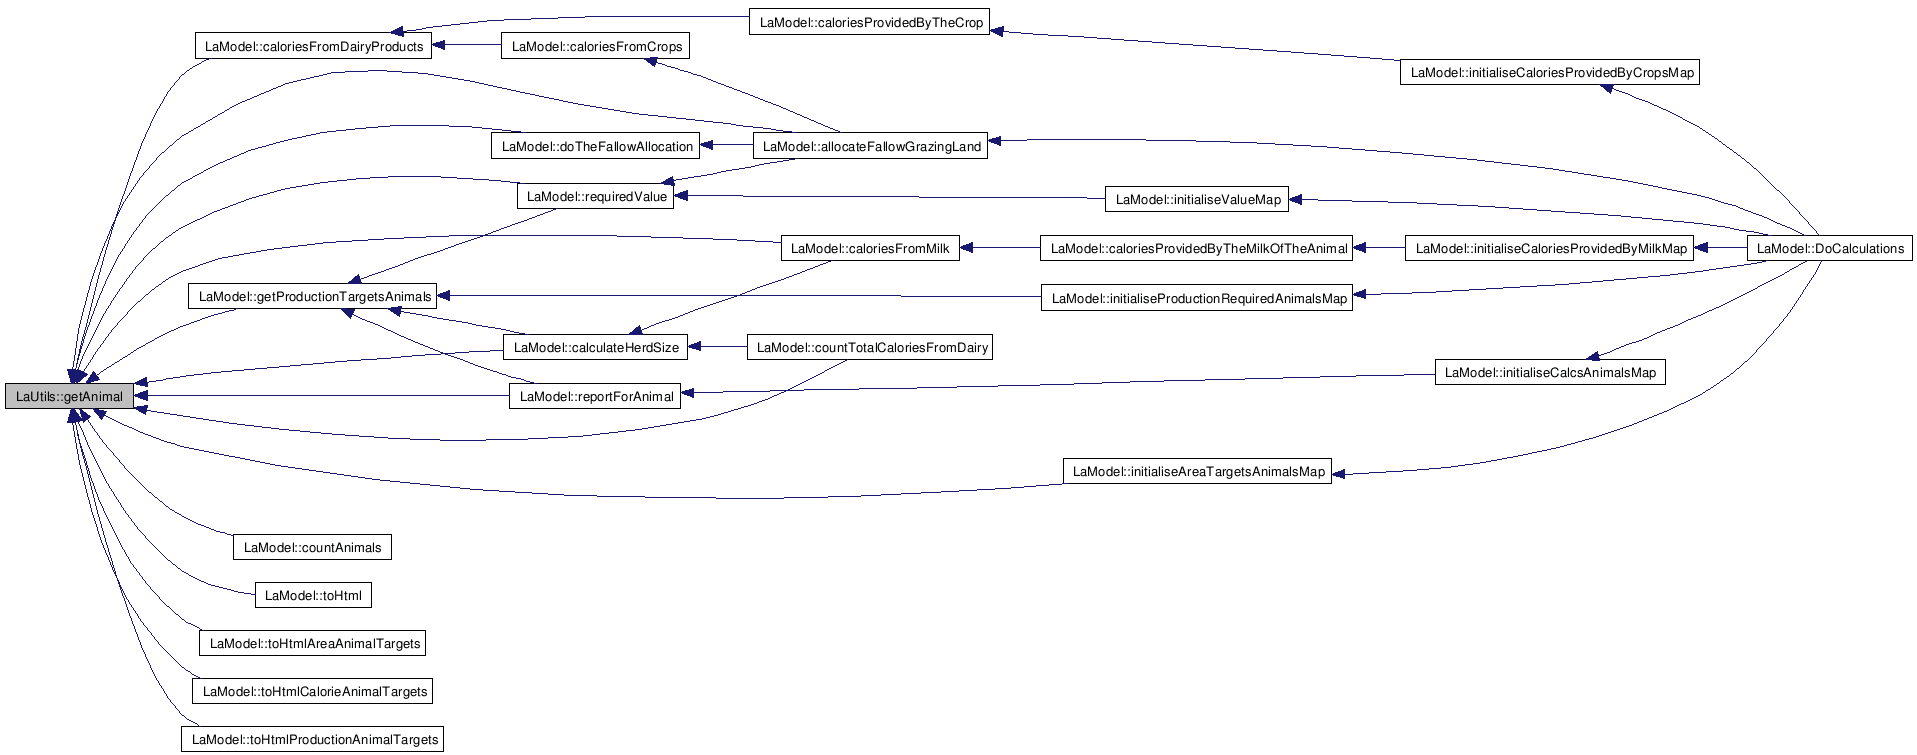 LaModel::caloriesProvidedByTheCrop
LaModel::caloriesFromDairyProducts
LaModel::caloriesFromCrops
LaModel::initialiseCaloriesProvidedByCropsMap
LaModel::doTheFallowAllocation
LaModel::allocateFallowGrazingLand
LaModel::requiredValue
LaModel::initialiseValueMap
LaModel::caloriesFromMilk
LaModel::caloriesProvidedByTheMilkOfTheAnimal
LaModel::initialiseCaloriesProvidedByMilkMap
LaModel::DoCalculations
LaModel::getProductionTargetsAnimals
LaModel::initialiseProductionRequiredAnimalsMap
LaModel::calculateHerdSize
LaModel::countTotalCaloriesFromDairy
LaModel::initialiseCalcsAnimalsMap
LaUtils::getAnimal
LaModel::reportForAnimal
LaModel::initialiseAreaTargetsAnimalsMap
LaModel::countAnimals
LaModel::toHtml
LaModel::toHtmlAreaAnimalTargets
LaModel::toHtmlCalorieAnimalTargets
LaModel::toHtmlProductionAnimalTargets